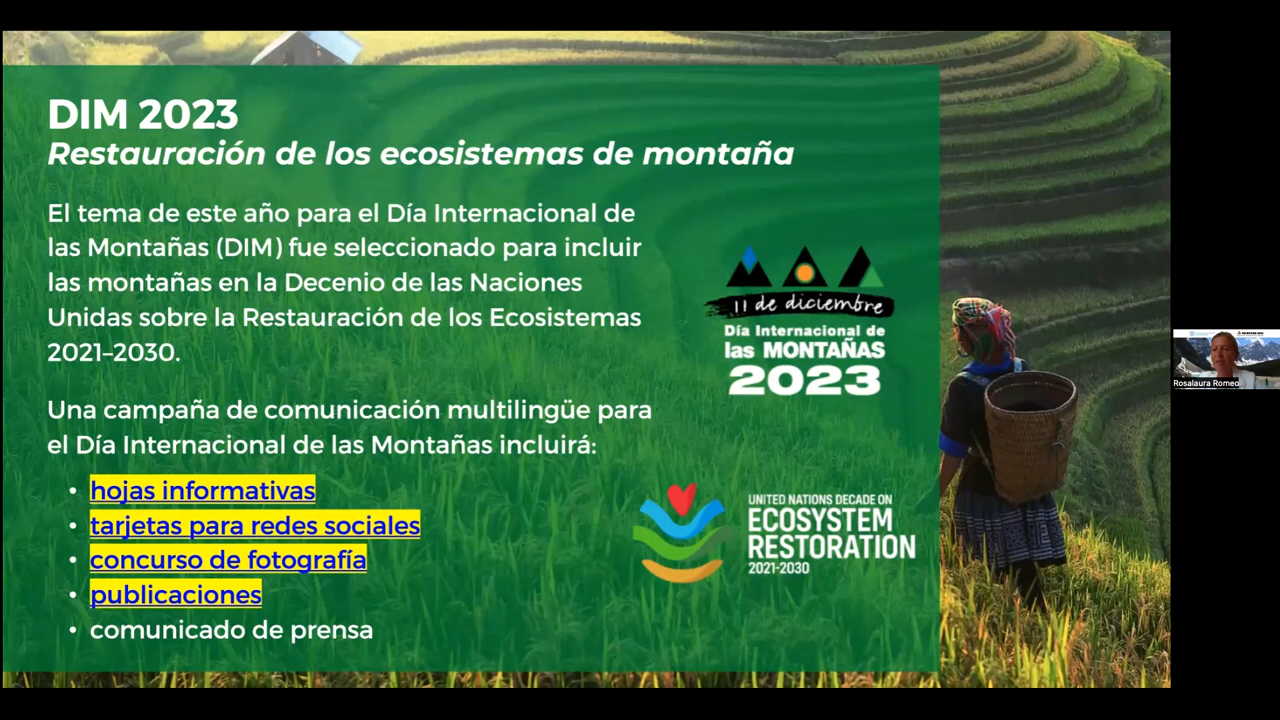 DIM 2023
Restauración de los ecosistemas de montaña
El tema de este año para el Día Internacional de
las Montañas (DIM) fue seleccionado para incluir
las montañas en la Decenio de las Naciones
Unidas sobre la Restauración de los Ecosistemas
2021–2030.
Una campaña de comunicación multilingüe para
el Día Internacional de las Montañas incluirá:
• hojas informativas
• tarjetas para redes sociales
• concurso de fotografía
• publicaciones
• comunicado de prensa
11 de diciembre
Día Internacional de
las MONTAÑAS
2023
UNITED NATIONS DECADE ON
ECOSYSTEM
RESTORATION
2021-2030
Rosalaura Romeo